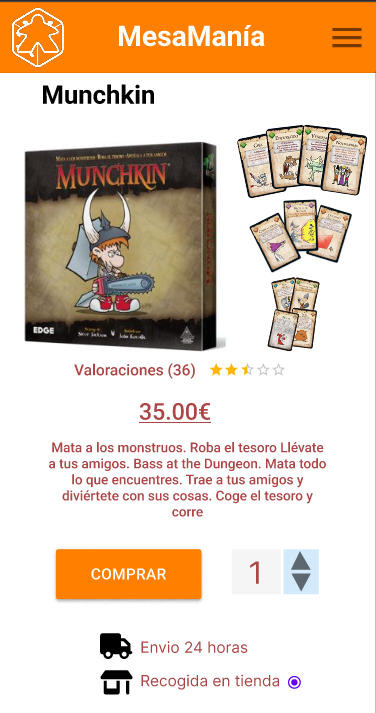 MesaManía
Munchkin
MUNCHKIN
EDGE
Valoraciones (36)
35.00€
Mata a los monstruos. Roba el tesoro Llévate
a tus amigos. Bass at the Dungeon. Mata todo
lo que encuentres. Trae a tus amigos y
diviértete con sus cosas. Coge el tesoro y
corre
COMPRAR
1
Envio 24 horas
Recogida en tienda